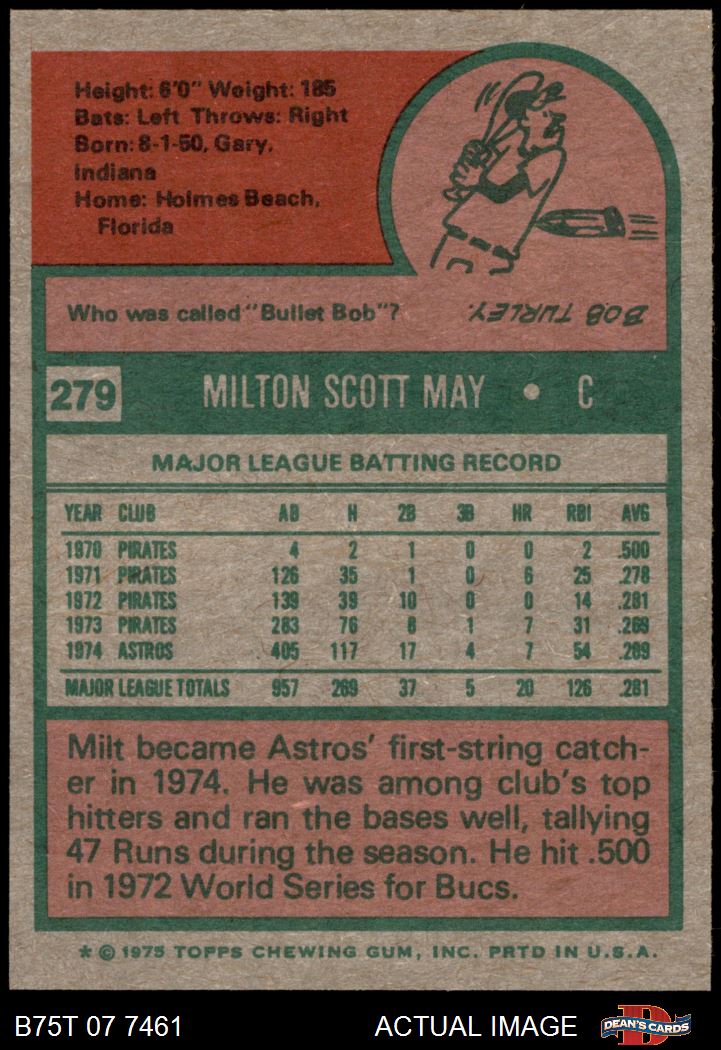 Height: 6'0" Weight: 185
Bats: Left Throws: Right
Born: 8-1-50, Gary,
Indiana
Home: Holmes Beach,
Florida
Who was called "Bullet Bob"?
BOB TURLEY.
279 MILTON SCOTT MAY • C
MAJOR LEAGUE BATTING RECORD
YEAR CLUB AB H 2B 3B HR RBI AVG
1970 PIRATES 4 2 1 0 0 2 .500
1971 PIRATES 126 35 1 0 6 25 .278
1972 PIRATES 139 39 10 0 0 14 .281
1973 PIRATES 283 76 8 1 7 31 .269
1974 ASTROS 405 117 17 4 7 54 .289
MAJOR LEAGUE TOTALS 957 269 37 5 20 126 .281
Milt became Astros' first-string catch-
er in 1974. He was among club's top
hitters and ran the bases well, tallying
47 Runs during the season. He hit .500
in 1972 World Series for Bucs.
* © 1975 TOPPS CHEWING GUM, INC. PRTD IN U.S.A.
B75T 07 7461 ACTUAL IMAGE DEAN'S CARDS